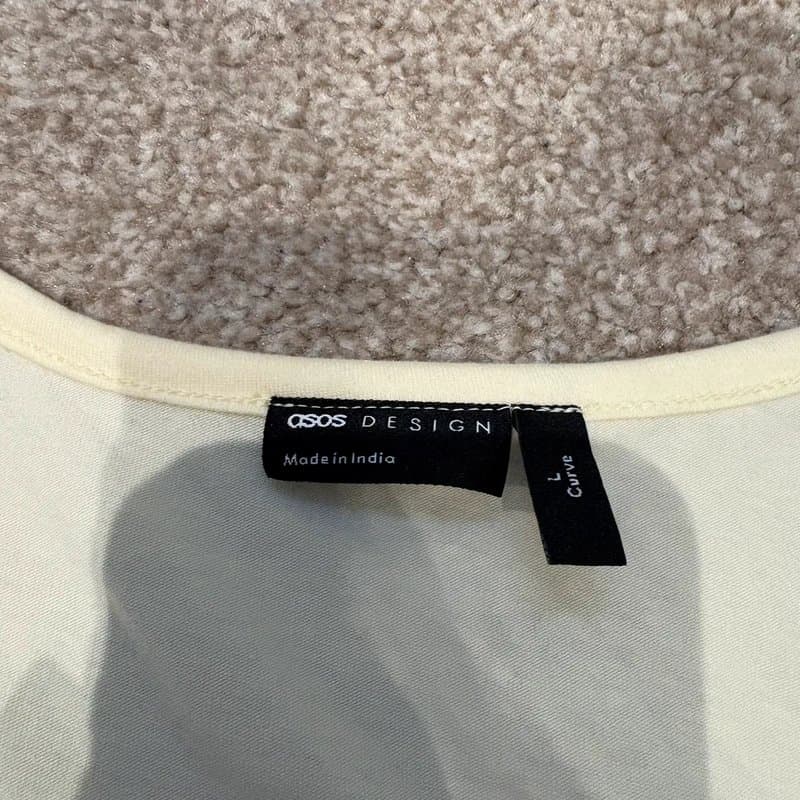 asos DESIGN
Made in India
L
Curve